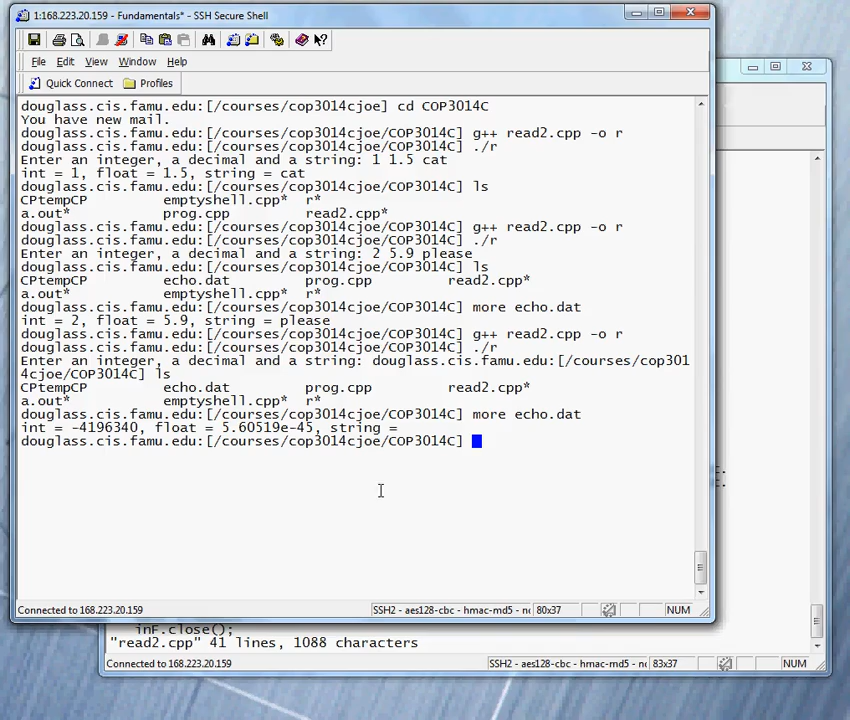 1:168.223.20.159 - Fundamentals* - SSH Secure Shell
File Edit View Window Help
Quick Connect Profiles
douglass.cis.famu.edu:[/courses/cop3014cjoe] cd COP3014C
You have new mail.
douglass.cis.famu.edu:[/courses/cop3014cjoe/COP3014C] g++ read2.cpp -o r
douglass.cis.famu.edu:[/courses/cop3014cjoe/COP3014C] ./r
Enter an integer, a decimal and a string: 1 1.5 cat
int = 1, float = 1.5, string = cat
douglass.cis.famu.edu:[/courses/cop3014cjoe/COP3014C] ls
CPtempCP emptyshell.cpp* r*
a.out* prog.cpp read2.cpp*
douglass.cis.famu.edu:[/courses/cop3014cjoe/COP3014C] g++ read2.cpp -o r
douglass.cis.famu.edu:[/courses/cop3014cjoe/COP3014C] ./r
Enter an integer, a decimal and a string: 2 5.9 please
douglass.cis.famu.edu:[/courses/cop3014cjoe/COP3014C] ls
CPtempCP echo.dat prog.cpp read2.cpp*
a.out* emptyshell.cpp* r*
douglass.cis.famu.edu:[/courses/cop3014cjoe/COP3014C] more echo.dat
int = 2, float = 5.9, string = please
douglass.cis.famu.edu:[/courses/cop3014cjoe/COP3014C] g++ read2.cpp -o r
douglass.cis.famu.edu:[/courses/cop3014cjoe/COP3014C] ./r
Enter an integer, a decimal and a string: douglass.cis.famu.edu:[/courses/cop301
4cjoe/COP3014C] ls
CPtempCP echo.dat prog.cpp read2.cpp*
a.out* emptyshell.cpp* r*
douglass.cis.famu.edu:[/courses/cop3014cjoe/COP3014C] more echo.dat
int = -4196340, float = 5.60519e-45, string =
douglass.cis.famu.edu:[/courses/cop3014cjoe/COP3014C]
Connected to 168.223.20.159 SSH2 - aes128-cbc - hmac-md5 - nc 80x37 NUM
inF.close();
"read2.cpp" 41 lines, 1088 characters
Connected to 168.223.20.159 SSH2 - aes128-cbc - hmac-md5 - nc 83x37 NUM